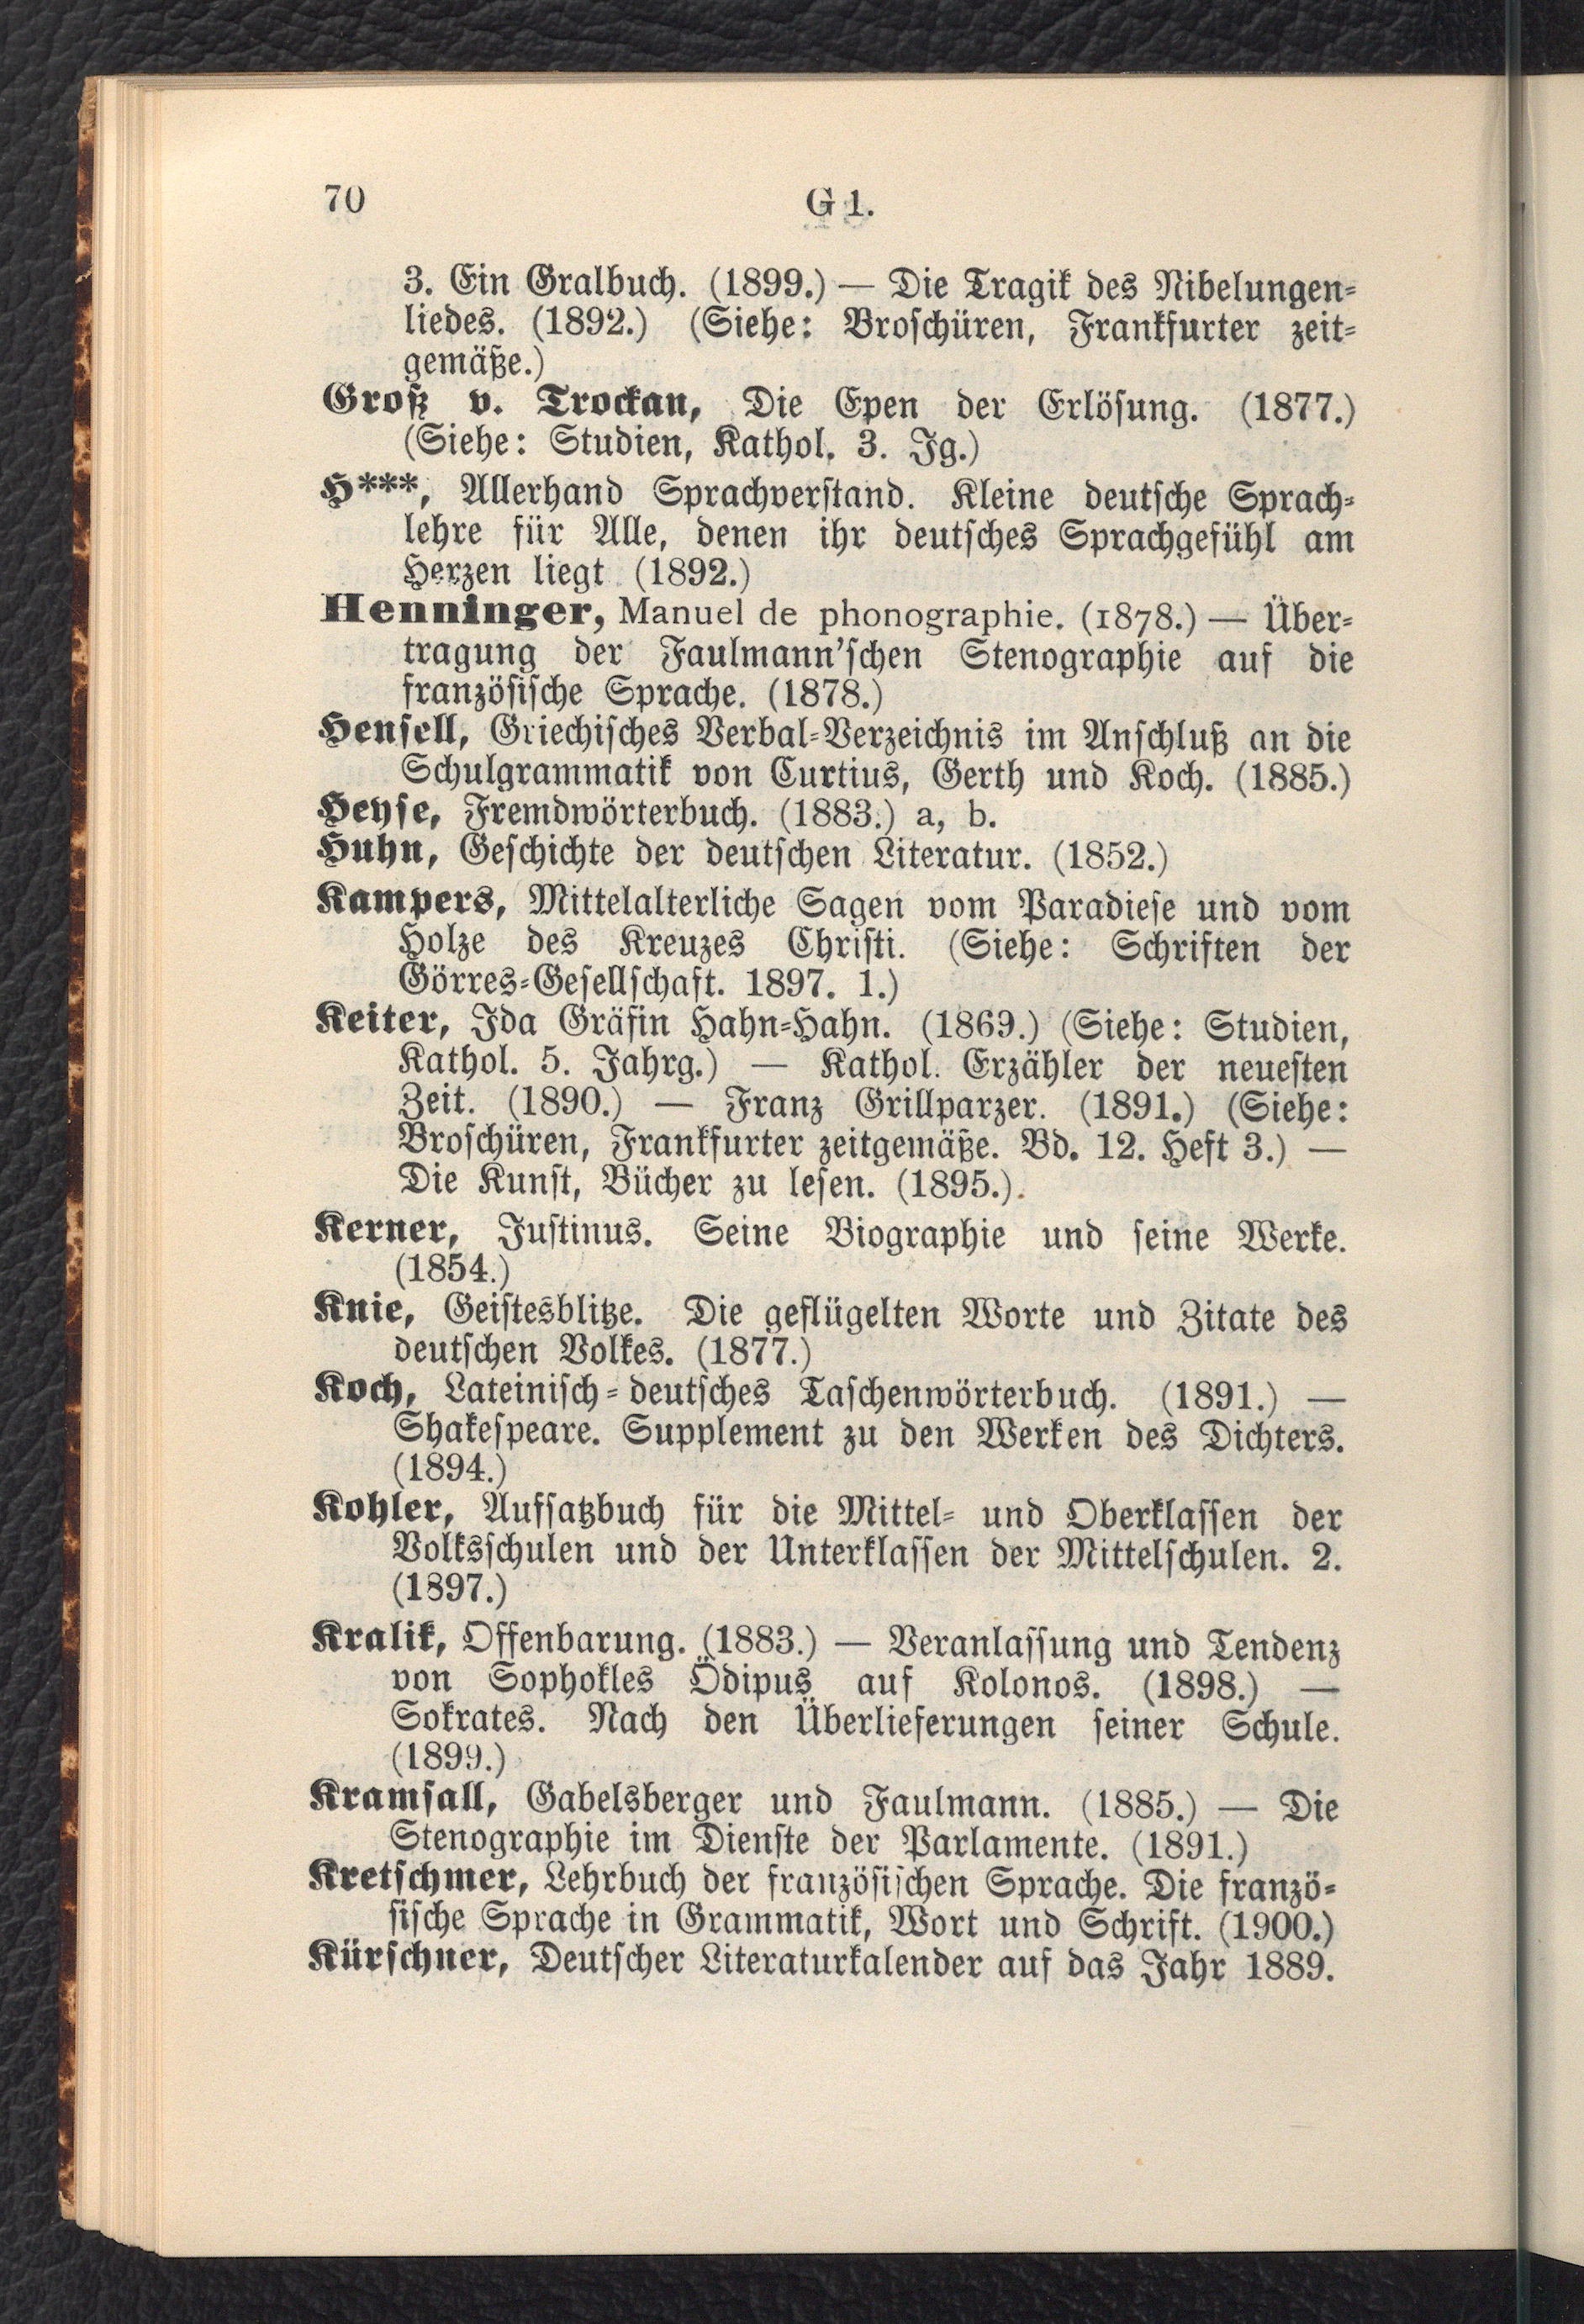 70
G 1.
3. Ein Gralbuch. (1899.) — Die Tragik des Nibelungen-
liedes. (1892.) (Siehe: Broschüren, Frankfurter zeit-
gemäße.)
Groß v. Trockau, Die Epen der Erlösung. (1877.)
(Siehe: Studien, Kathol. 3. Jg.)
H***, Allerhand Sprachverstand. Kleine deutsche Sprach-
lehre für Alle, denen ihr deutsches Sprachgefühl am
Herzen liegt (1892.)
Henninger, Manuel de phonographie. (1878.) — Über-
tragung der Faulmann'schen Stenographie auf die
französische Sprache. (1878.)
Hensell, Griechisches Verbal-Verzeichnis im Anschluß an die
Schulgrammatik von Curtius, Gerth und Koch. (1885.)
Heyse, Fremdwörterbuch. (1883.) a, b.
Huhn, Geschichte der deutschen Literatur. (1852.)
Kampers, Mittelalterliche Sagen vom Paradiese und vom
Holze des Kreuzes Christi. (Siehe: Schriften der
Görres-Gesellschaft. 1897. 1.)
Keiter, Ida Gräfin Hahn-Hahn. (1869.) (Siehe: Studien,
Kathol. 5. Jahrg.) — Kathol. Erzähler der neuesten
Zeit. (1890.) — Franz Grillparzer. (1891.) (Siehe:
Broschüren, Frankfurter zeitgemäße. Bd. 12. Heft 3.) —
Die Kunst, Bücher zu lesen. (1895.).
Kerner, Justinus. Seine Biographie und seine Werke.
(1854.)
Knie, Geistesblitze. Die geflügelten Worte und Zitate des
deutschen Volkes. (1877.)
Koch, Lateinisch-deutsches Taschenwörterbuch. (1891.) —
Shakespeare. Supplement zu den Werken des Dichters.
(1894.)
Kohler, Aufsatzbuch für die Mittel- und Oberklassen der
Volksschulen und der Unterklassen der Mittelschulen. 2.
(1897.)
Kralik, Offenbarung. (1883.) — Veranlassung und Tendenz
von Sophokles Ödipus auf Kolonos. (1898.) —
Sokrates. Nach den Überlieferungen seiner Schule.
(1899.)
Kramsall, Gabelsberger und Faulmann. (1885.) — Die
Stenographie im Dienste der Parlamente. (1891.)
Kretschmer, Lehrbuch der französischen Sprache. Die franzö-
sische Sprache in Grammatik, Wort und Schrift. (1900.)
Kürschner, Deutscher Literaturkalender auf das Jahr 1889.